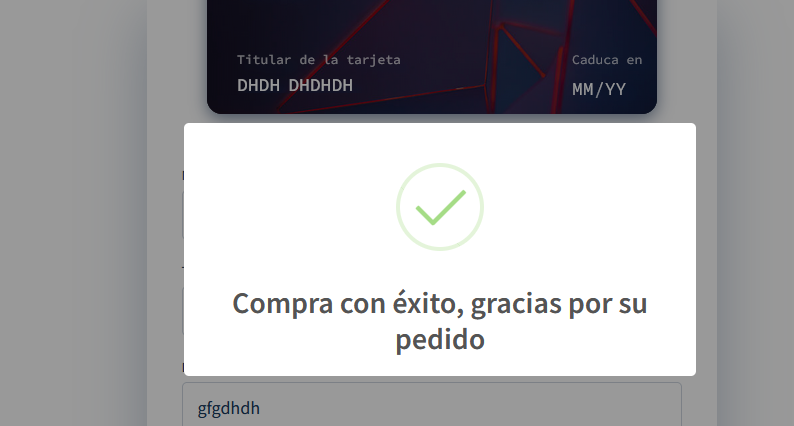 Titular de la tarjeta
Caduca en
DHDH DHDHDH
MM/YY
Compra con éxito, gracias por su
pedido
gfgdhdh